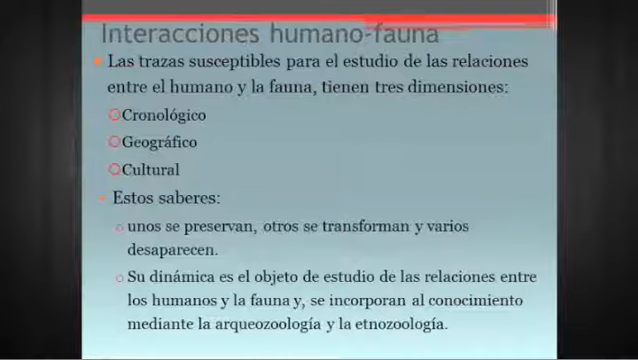 Interacciones humano-fauna
Las trazas susceptibles para el estudio de las relaciones
entre el humano y la fauna, tienen tres dimensiones:
Cronológico
Geográfico
Cultural
Estos saberes:
unos se preservan, otros se transforman y varios
desaparecen.
Su dinámica es el objeto de estudio de las relaciones entre
los humanos y la fauna y, se incorporan al conocimiento
mediante la arqueozoología y la etnozoología.